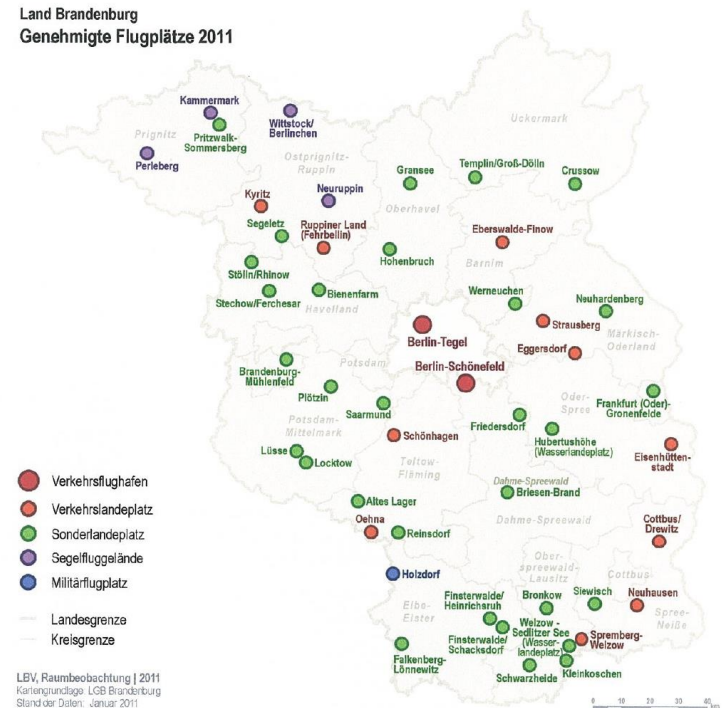 Land Brandenburg
Genehmigte Flugplätze 2011
Kammermark
Pritzwalk-
Sommersberg
Prignitz
Perleberg
Wittstock/
Berlinchen
Ostprignitz-
Ruppin
Uckermark
Gransee
Templin/Groß-Dölln
Crussow
Kyritz
Neuruppin
Oberhavel
Segeletz
Ruppiner Land
(Fehrbellin)
Eberswalde-Finow
Hohenbruch
Barnim
Stölln/Rhinow
Stechow/Ferchesar
Bienenfarm
Havelland
Werneuchen
Neuhardenberg
Strausberg
Märkisch-
Oderland
Berlin-Tegel
Eggersdorf
Berlin-Schönefeld
Potsdam
Brandenburg-
Mühlenfeld
Plötzin
Saarmund
Oder-
Spree
Frankfurt (Oder)-
Gronenfelde
Potsdam-
Mittelmark
Friedersdorf
Hubertushöhe
(Wasserlandeplatz)
Schönhagen
Eisenhütten-
stadt
Lüsse
Locktow
Teltow-
Fläming
Dahme-Spreewald
Briesen-Brand
Altes Lager
Oehna
Reinsdorf
Dahme-Spreewald
Cottbus/
Drewitz
Holzdorf
Ober-
spreewald-
Lausitz
Cottbus
Elbe-
Elster
Finsterwalde/
Heinrichsruh
Bronkow
Siewisch
Neuhausen
Spree-
Neiße
Finsterwalde/
Schacksdorf
Welzow -
Sedlitzer See
(Wasser-
landeplatz)
Spremberg-
Welzow
Falkenberg-
Lönnewitz
Schwarzheide
Kleinkoschen
Verkehrsflughafen
Verkehrslandeplatz
Sonderlandeplatz
Segelfluggelände
Militärflugplatz
Landesgrenze
Kreisgrenze
LBV, Raumbeobachtung | 2011
Kartengrundlage: LGB Brandenburg
Stand der Daten: Januar 2011
0 10 20 30 40
km